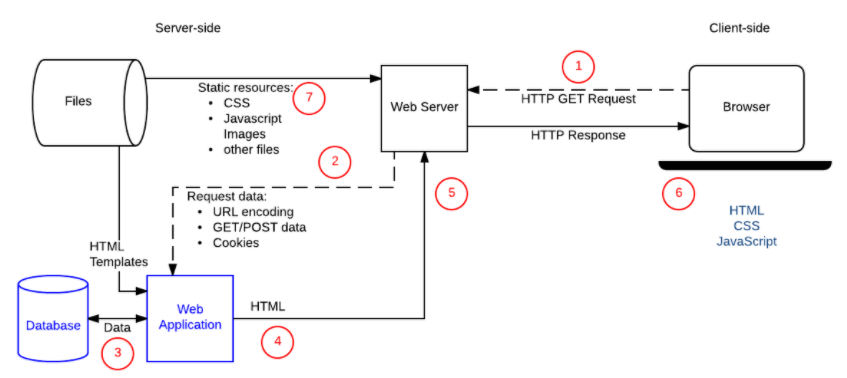 Server-side
Client-side
Files
Static resources:
• CSS
• Javascript
Images
• other files
7
Web Server
1
HTTP GET Request
HTTP Response
Browser
2
Request data:
• URL encoding
• GET/POST data
• Cookies
5
6
HTML
CSS
JavaScript
HTML
Templates
Database
Data
3
Web
Application
HTML
4